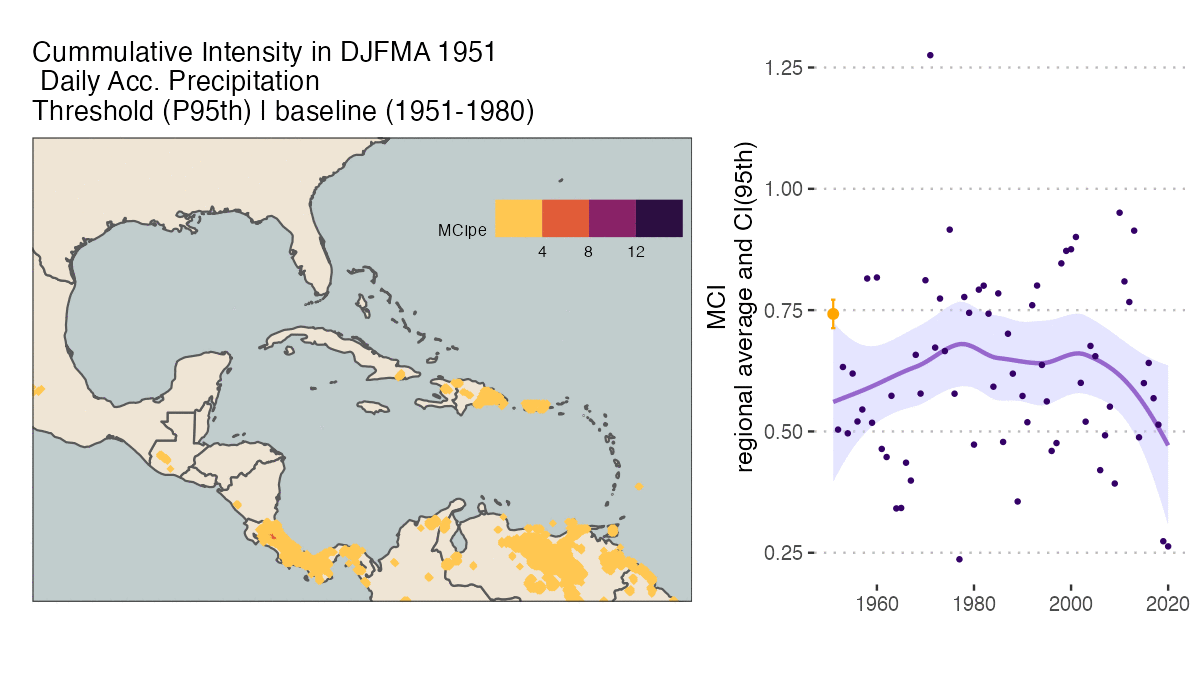 Cummulative Intensity in DJFMA 1951
Daily Acc. Precipitation
Threshold (P95th) | baseline (1951-1980)
MCIpe
4 8 12
MCI
regional average and CI(95th)
1.25
1.00
0.75
0.50
0.25
1960 1980 2000 2020